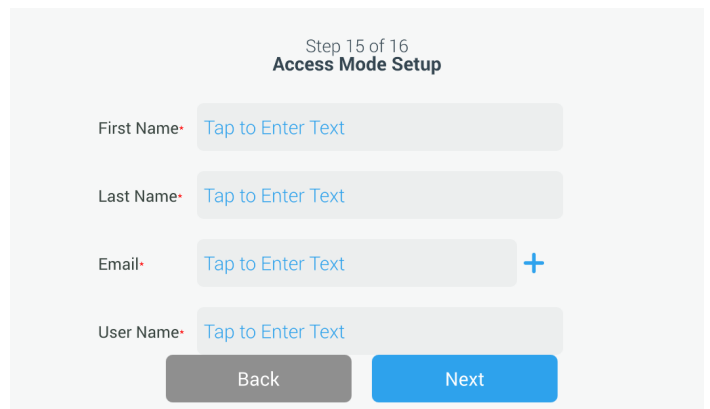 Step 15 of 16
Access Mode Setup
First Name* Tap to Enter Text
Last Name* Tap to Enter Text
Email* Tap to Enter Text +
User Name* Tap to Enter Text
Back Next